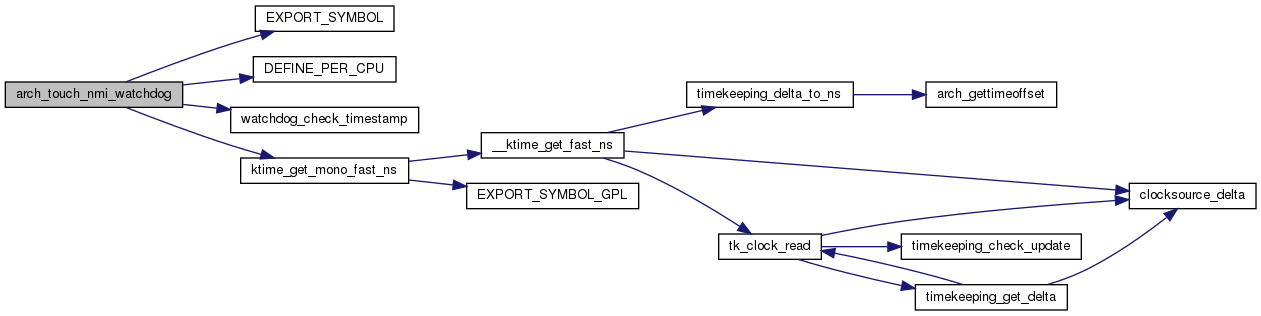 EXPORT_SYMBOL
DEFINE_PER_CPU
arch_touch_nmi_watchdog
timekeeping_delta_to_ns
arch_gettimeoffset
watchdog_check_timestamp
__ktime_get_fast_ns
ktime_get_mono_fast_ns
EXPORT_SYMBOL_GPL
clocksource_delta
tk_clock_read
timekeeping_check_update
timekeeping_get_delta